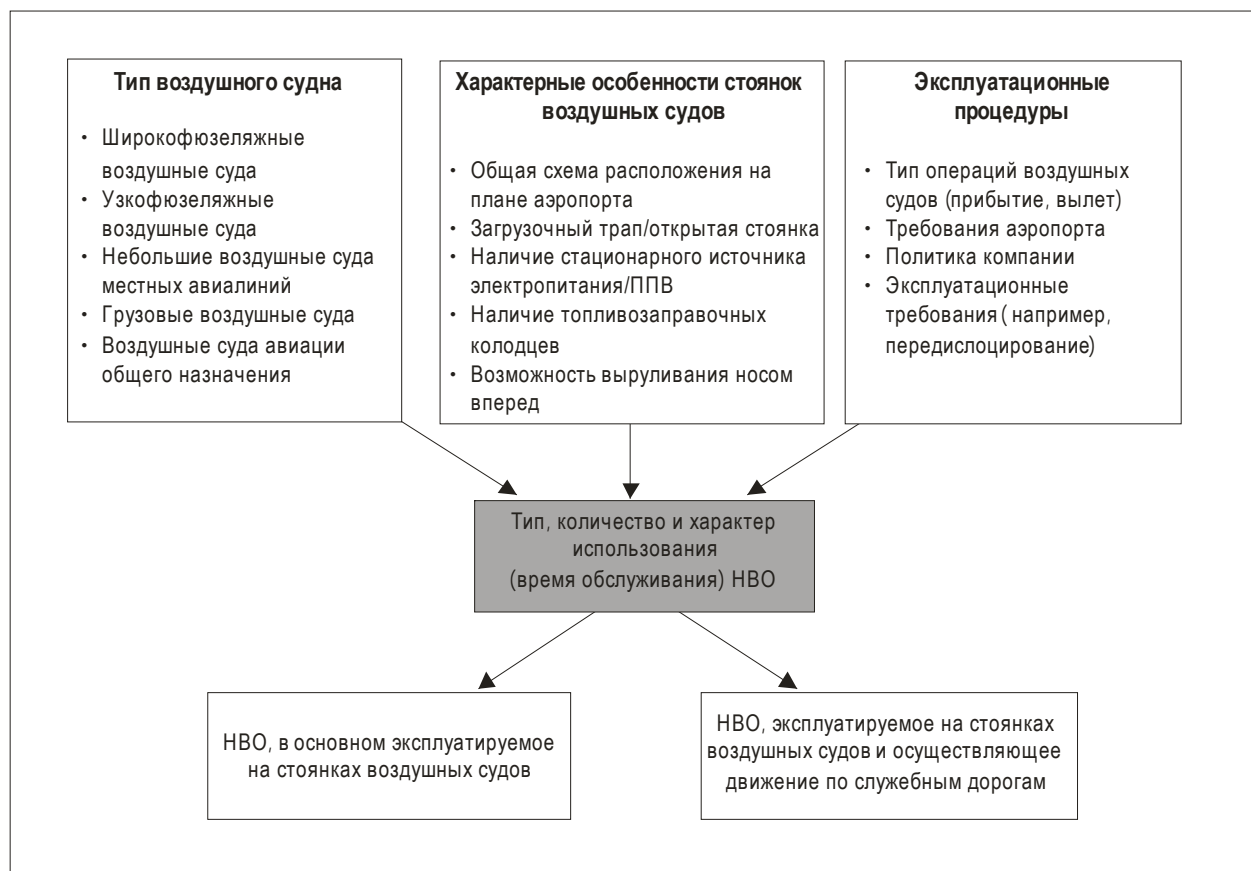 Тип воздушного судна
• Широкофюзеляжные
воздушные суда
• Узкофюзеляжные
воздушные суда
• Небольшие воздушные суда
местных авиалиний
• Грузовые воздушные суда
• Воздушные суда авиации
общего назначения
Характерные особенности стоянок
воздушных судов
• Общая схема расположения на
плане аэропорта
• Загрузочный трап/открытая стоянка
• Наличие стационарного источника
электропитания/ППВ
• Наличие топливозаправочных
колодцев
• Возможность выруливания носом
вперед
Эксплуатационные
процедуры
• Тип операций воздушных
судов (прибытие, вылет)
• Требования аэропорта
• Политика компании
• Эксплуатационные
требования ( например,
передислоцирование)
Тип, количество и характер
использования
(время обслуживания) НВО
НВО, в основном эксплуатируемое
на стоянках воздушных судов
НВО, эксплуатируемое на стоянках
воздушных судов и осуществляющее
движение по служебным дорогам